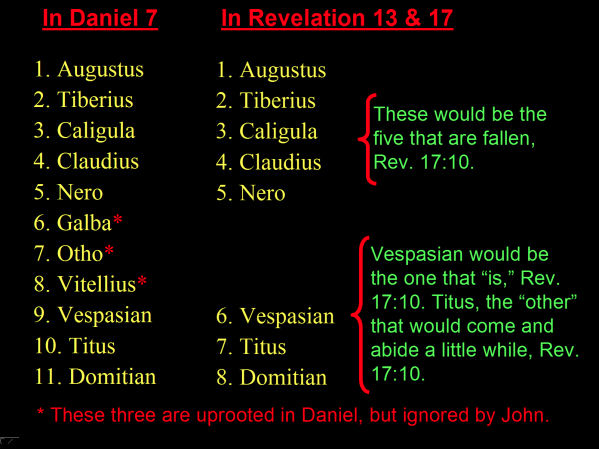 In Daniel 7
1. Augustus
2. Tiberius
3. Caligula
4. Claudius
5. Nero
6. Galba*
7. Otho*
8. Vitellius*
9. Vespasian
10. Titus
11. Domitian
In Revelation 13 & 17
1. Augustus
2. Tiberius
3. Caligula
4. Claudius
5. Nero
6. Vespasian
7. Titus
8. Domitian
These would be the
five that are fallen,
Rev. 17:10.
Vespasian would be
the one that “is,” Rev.
17:10. Titus, the “other”
that would come and
abide a little while, Rev.
17:10.
* These three are uprooted in Daniel, but ignored by John.